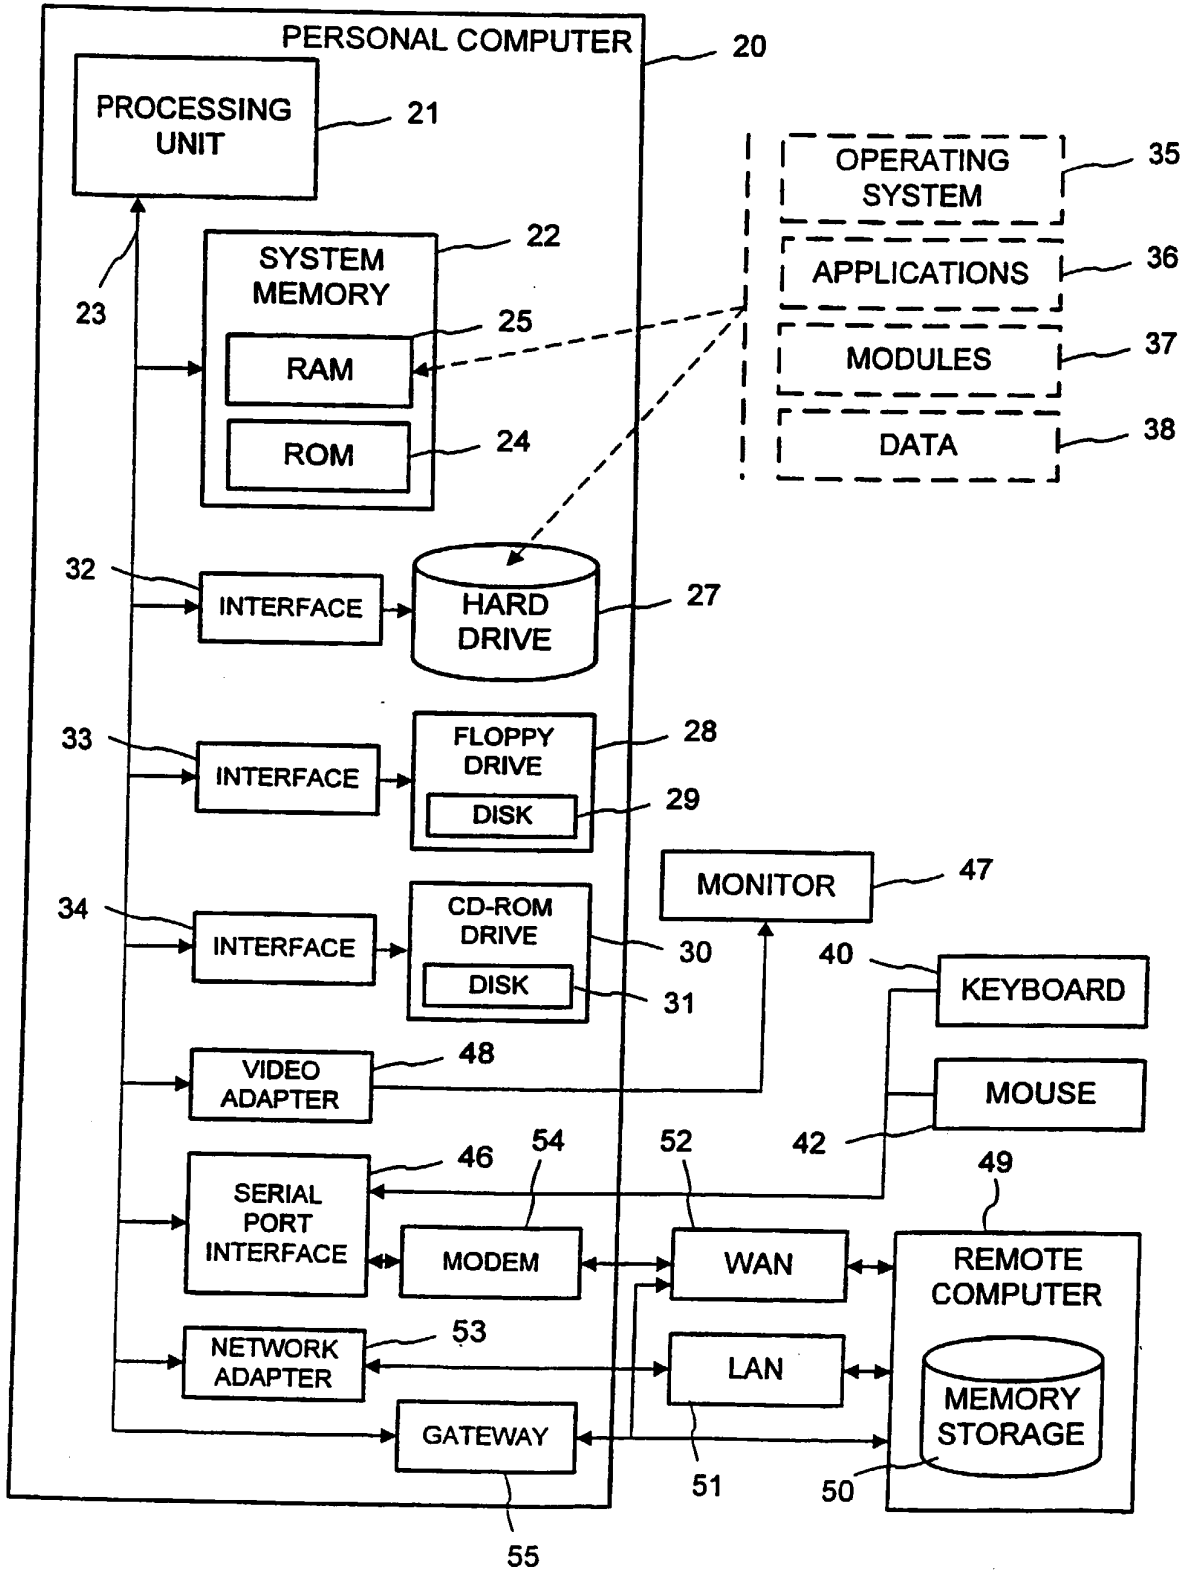 PERSONAL COMPUTER
20
PROCESSING
UNIT
21
23
SYSTEM
MEMORY
22
RAM
25
ROM
24
OPERATING
SYSTEM
35
APPLICATIONS
36
MODULES
37
DATA
38
32
INTERFACE
HARD
DRIVE
27
33
INTERFACE
FLOPPY
DRIVE
28
DISK
29
34
INTERFACE
CD-ROM
DRIVE
30
DISK
31
MONITOR
47
40
KEYBOARD
MOUSE
42
VIDEO
ADAPTER
48
SERIAL
PORT
INTERFACE
46
54
MODEM
52
WAN
49
REMOTE
COMPUTER
NETWORK
ADAPTER
53
LAN
51
MEMORY
STORAGE
50
GATEWAY
55